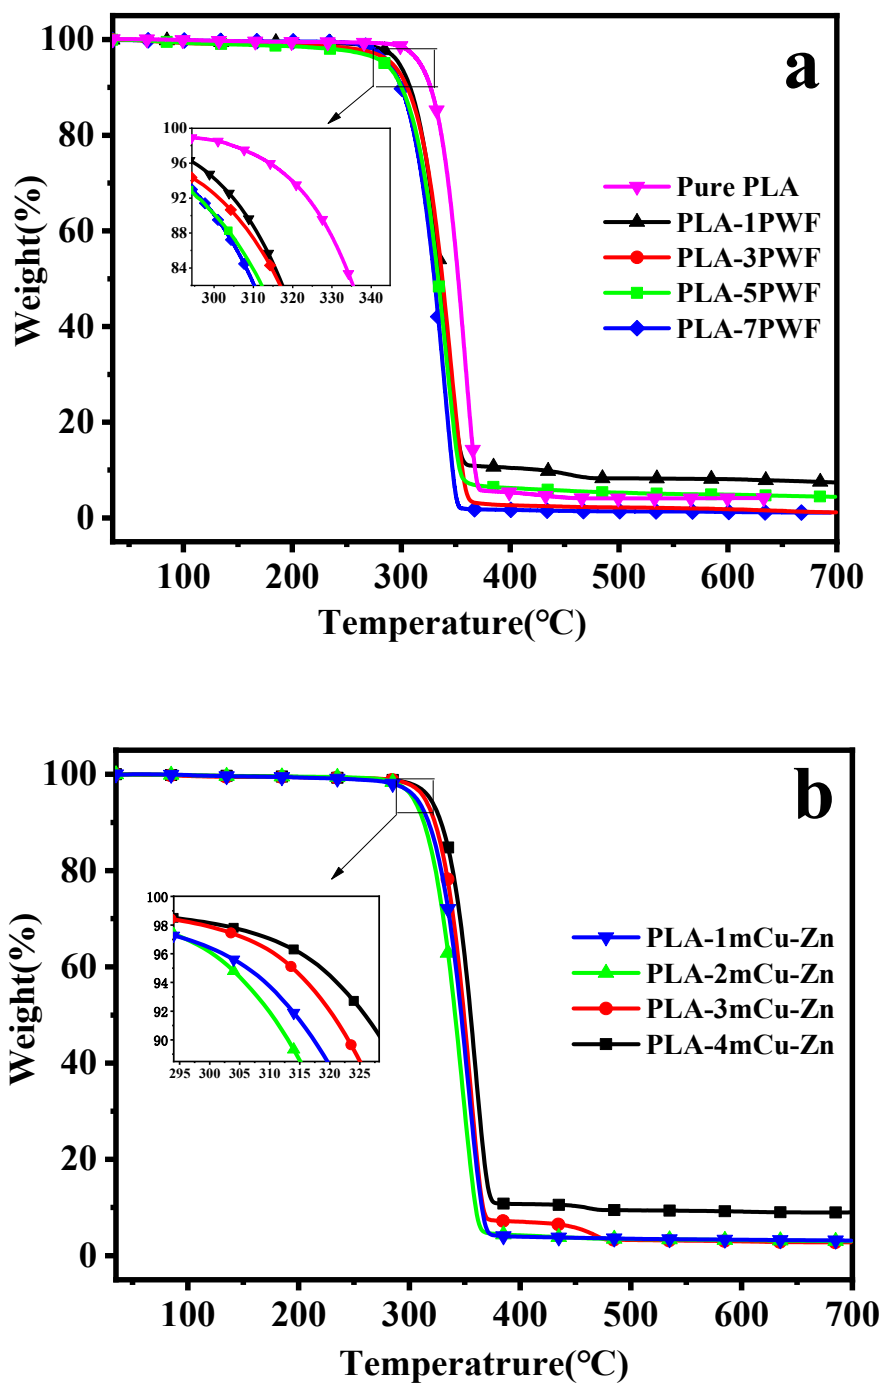 a
100
80
60
40
20
0
Weight(%)
100
96
92
88
84
300 310 320 330 340
Pure PLA
PLA-1PWF
PLA-3PWF
PLA-5PWF
PLA-7PWF
100 200 300 400 500 600 700
Temperature(℃)
b
100
80
60
40
20
0
Weight(%)
100
98
96
94
92
90
295 300 305 310 315 320 325
PLA-1mCu-Zn
PLA-2mCu-Zn
PLA-3mCu-Zn
PLA-4mCu-Zn
100 200 300 400 500 600 700
Temperatrure(℃)